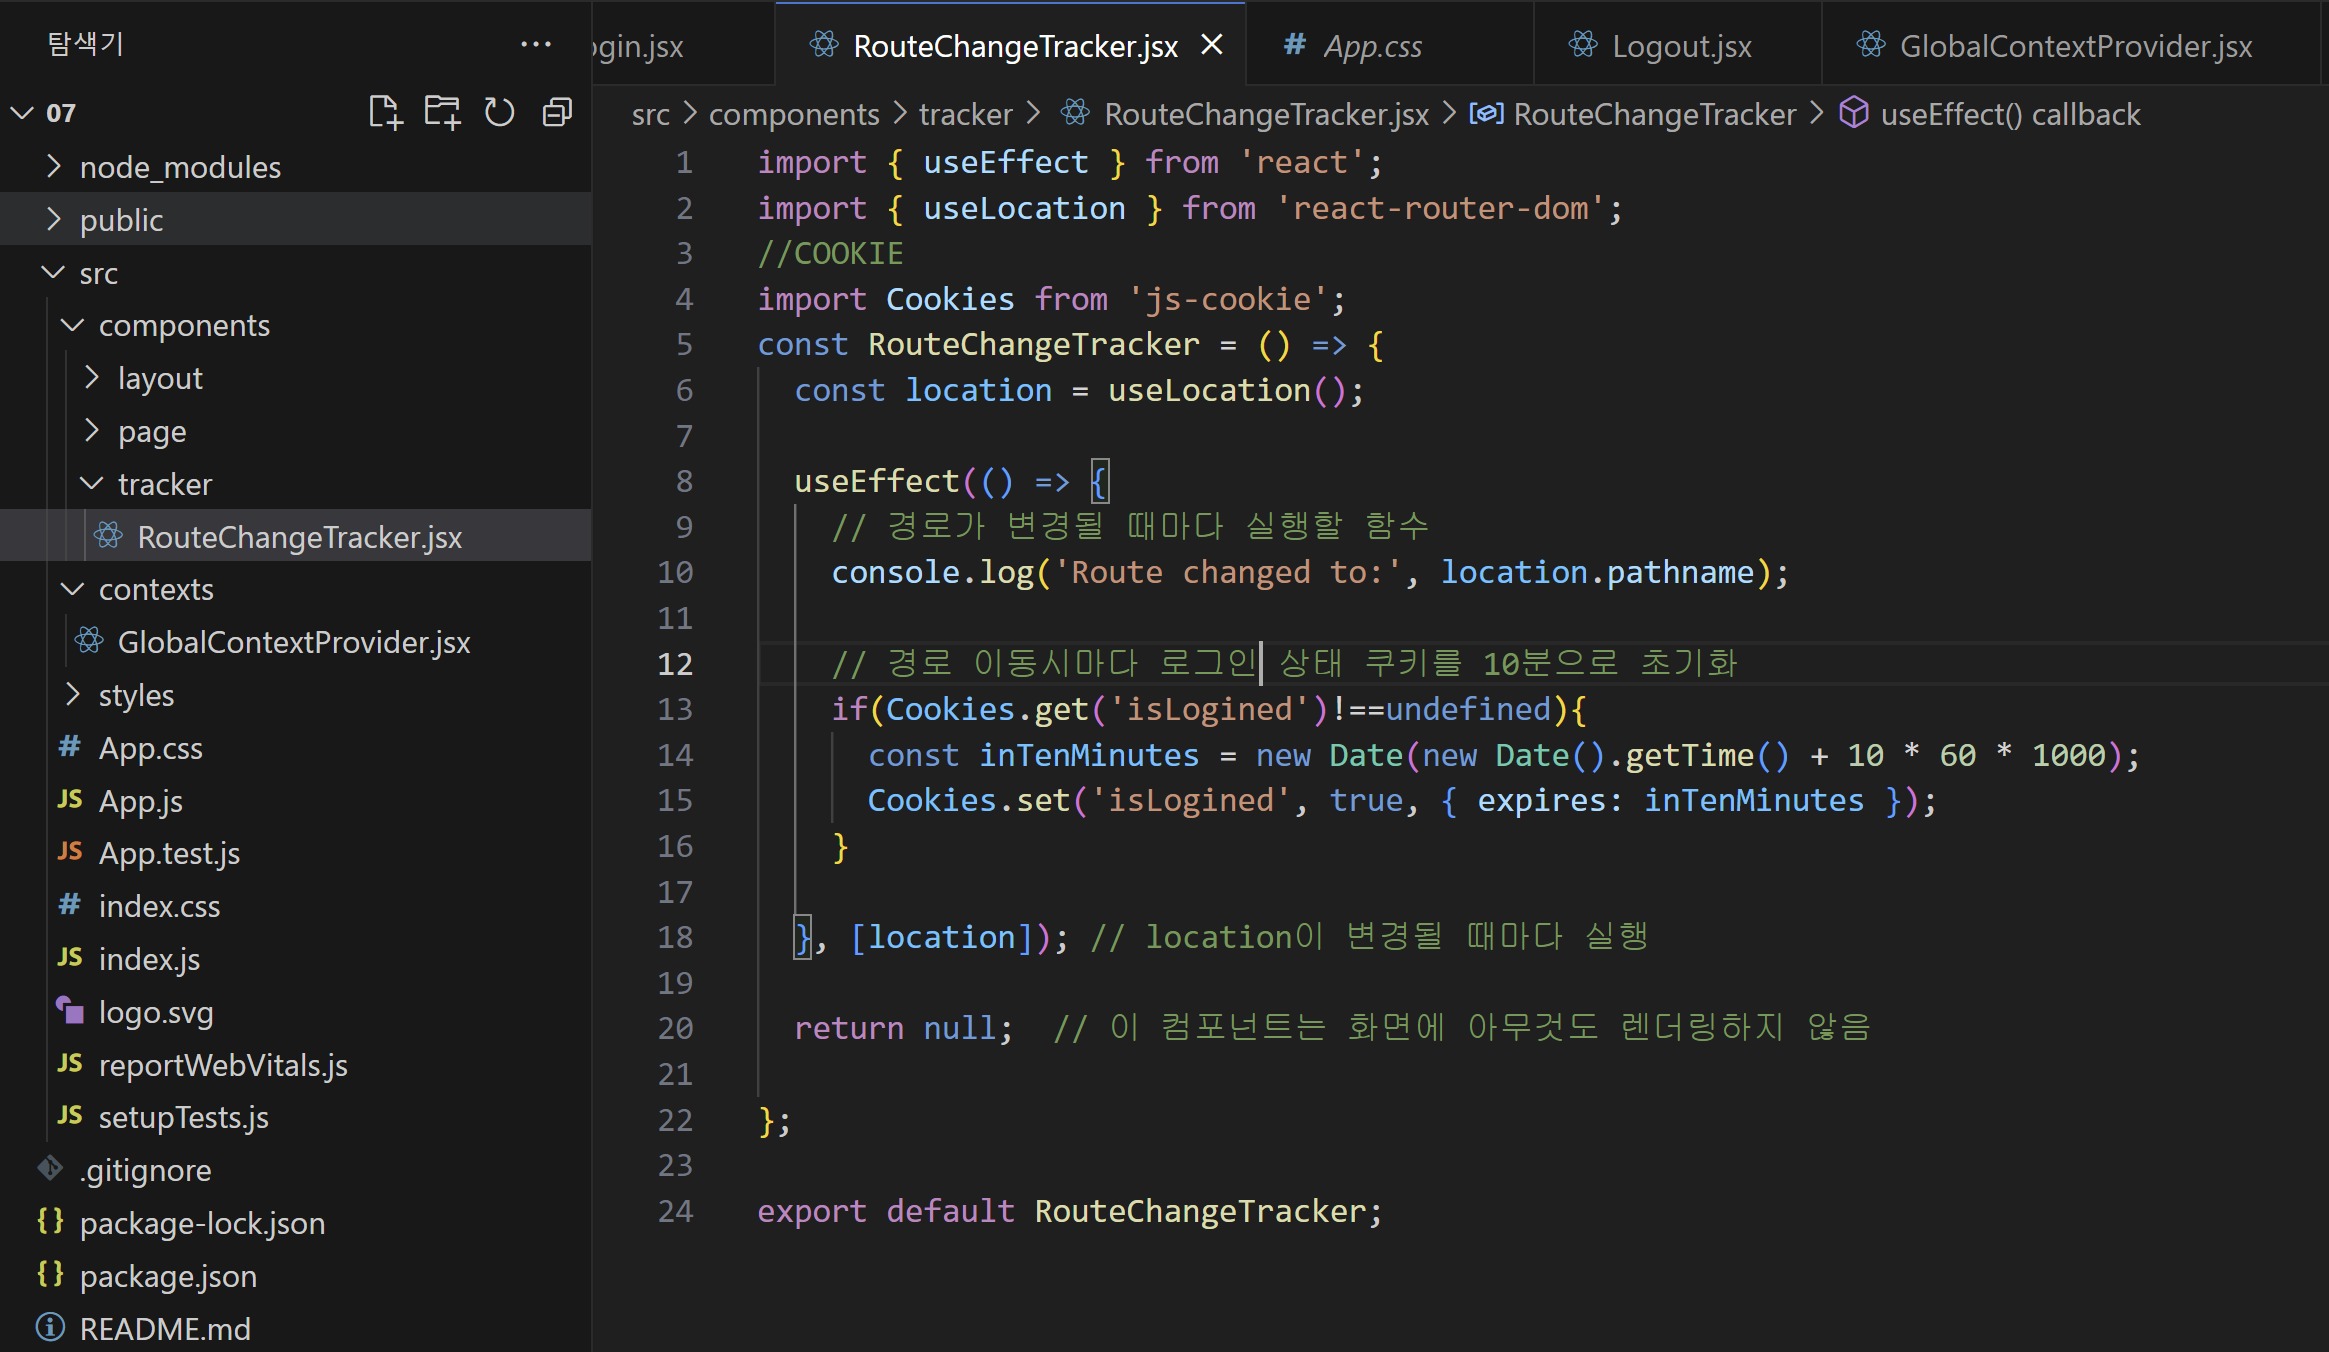 탐색기
07
node_modules
public
src
components
layout
page
tracker
RouteChangeTracker.jsx
contexts
GlobalContextProvider.jsx
styles
# App.css
JS App.js
JS App.test.js
# index.css
JS index.js
logo.svg
JS reportWebVitals.js
JS setupTests.js
.gitignore
{} package-lock.json
{} package.json
README.md
gin.jsx RouteChangeTracker.jsx # App.css Logout.jsx GlobalContextProvider.jsx
src > components > tracker > RouteChangeTracker.jsx > RouteChangeTracker > useEffect() callback
1 import { useEffect } from 'react';
2 import { useLocation } from 'react-router-dom';
3 //COOKIE
4 import Cookies from 'js-cookie';
5 const RouteChangeTracker = () => {
6 const location = useLocation();
7
8 useEffect(() => {
9 // 경로가 변경될 때마다 실행할 함수
10 console.log('Route changed to:', location.pathname);
11
12 // 경로 이동시마다 로그인 상태 쿠키를 10분으로 초기화
13 if(Cookies.get('isLogined')!==undefined){
14 const inTenMinutes = new Date(new Date().getTime() + 10 * 60 * 1000);
15 Cookies.set('isLogined', true, { expires: inTenMinutes });
16 }
17
18 }, [location]); // location이 변경될 때마다 실행
19
20 return null; // 이 컴포넌트는 화면에 아무것도 렌더링하지 않음
21
22 };
23
24 export default RouteChangeTracker;